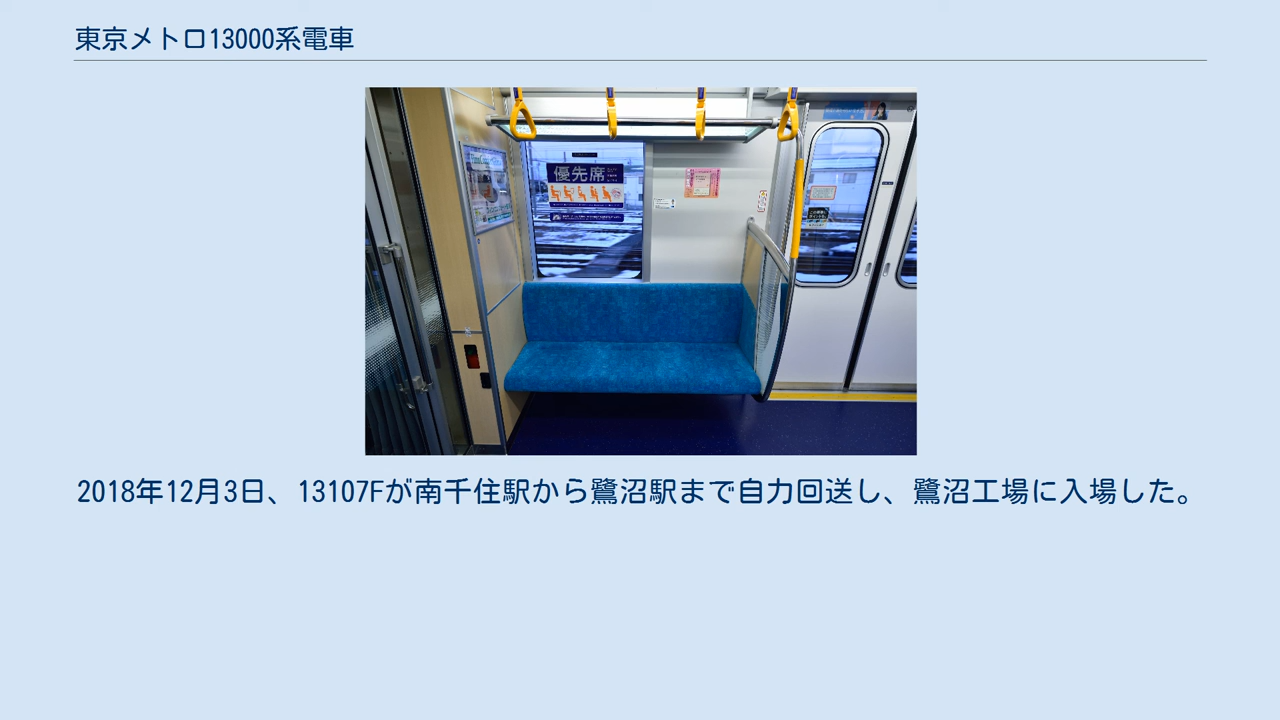 東京メトロ13000系電車
優先席
2018年12月3日、13107Fが南千住駅から鷺沼駅まで自力回送し、鷺沼工場に入場した。